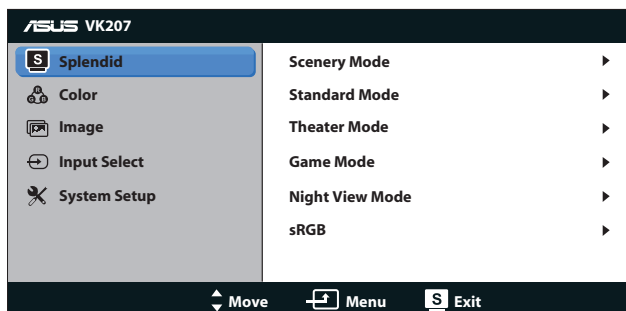 ASUS VK207
S Splendid
R G B Color
Image
Input Select
System Setup
Scenery Mode
Standard Mode
Theater Mode
Game Mode
Night View Mode
sRGB
Move Menu S Exit